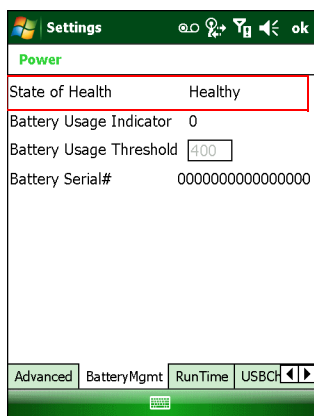 Settings ok
Power
State of Health Healthy
Battery Usage Indicator 0
Battery Usage Threshold 400
Battery Serial# 0000000000000000
Advanced BatteryMgmt RunTime USBCh